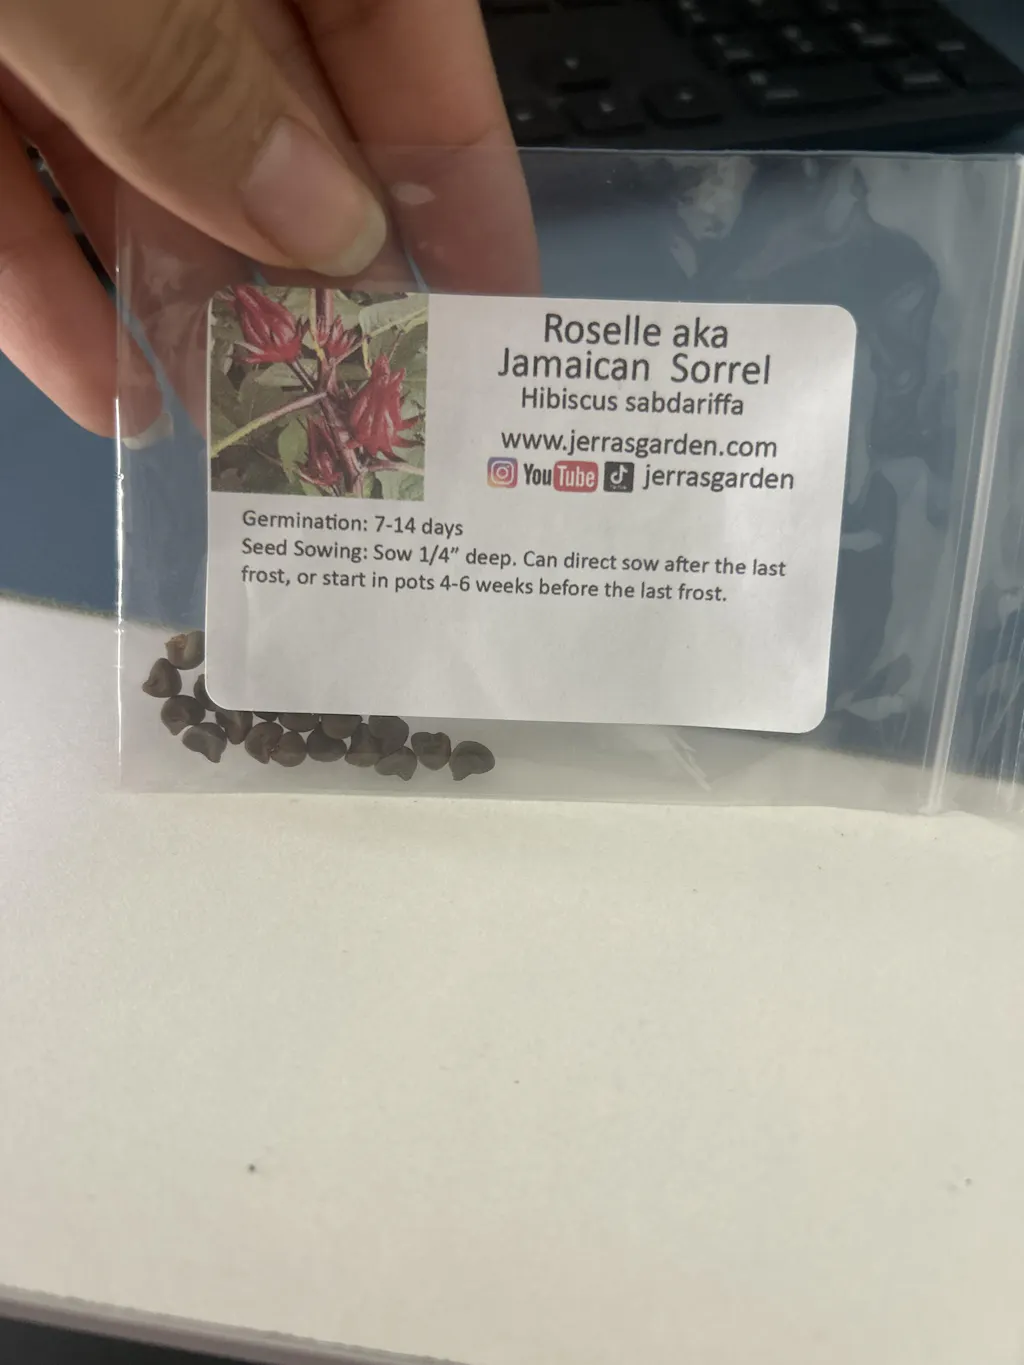 Roselle aka
Jamaican Sorrel
Hibiscus sabdariffa
www.jerrasgarden.com
YouTube jerrasgarden
Germination: 7-14 days
Seed Sowing: Sow 1/4" deep. Can direct sow after the last
frost, or start in pots 4-6 weeks before the last frost.